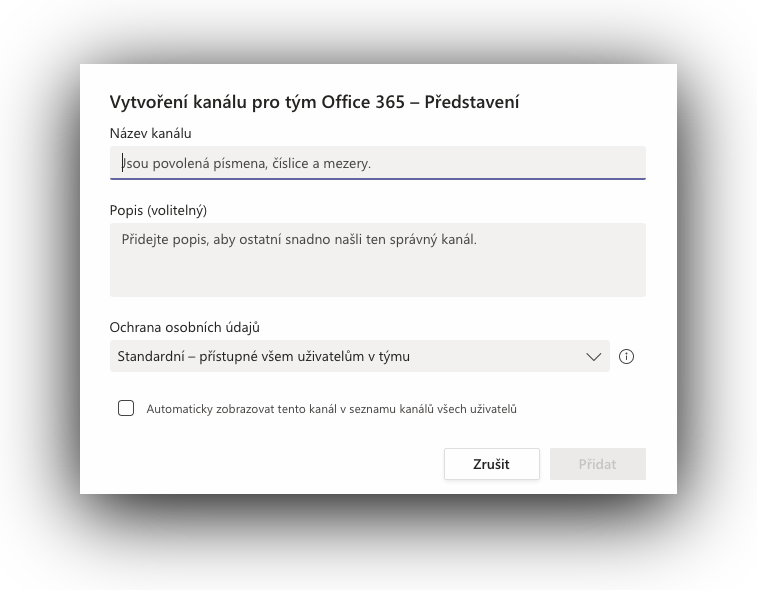 Vytvoření kanálu pro tým Office 365 – Představení
Název kanálu
Jsou povolená písmena, číslice a mezery.
Popis (volitelný)
Přidejte popis, aby ostatní snadno našli ten správný kanál.
Ochrana osobních údajů
Standardní – přístupné všem uživatelům v týmu
Automaticky zobrazovat tento kanál v seznamu kanálů všech uživatelů
Zrušit Přidat